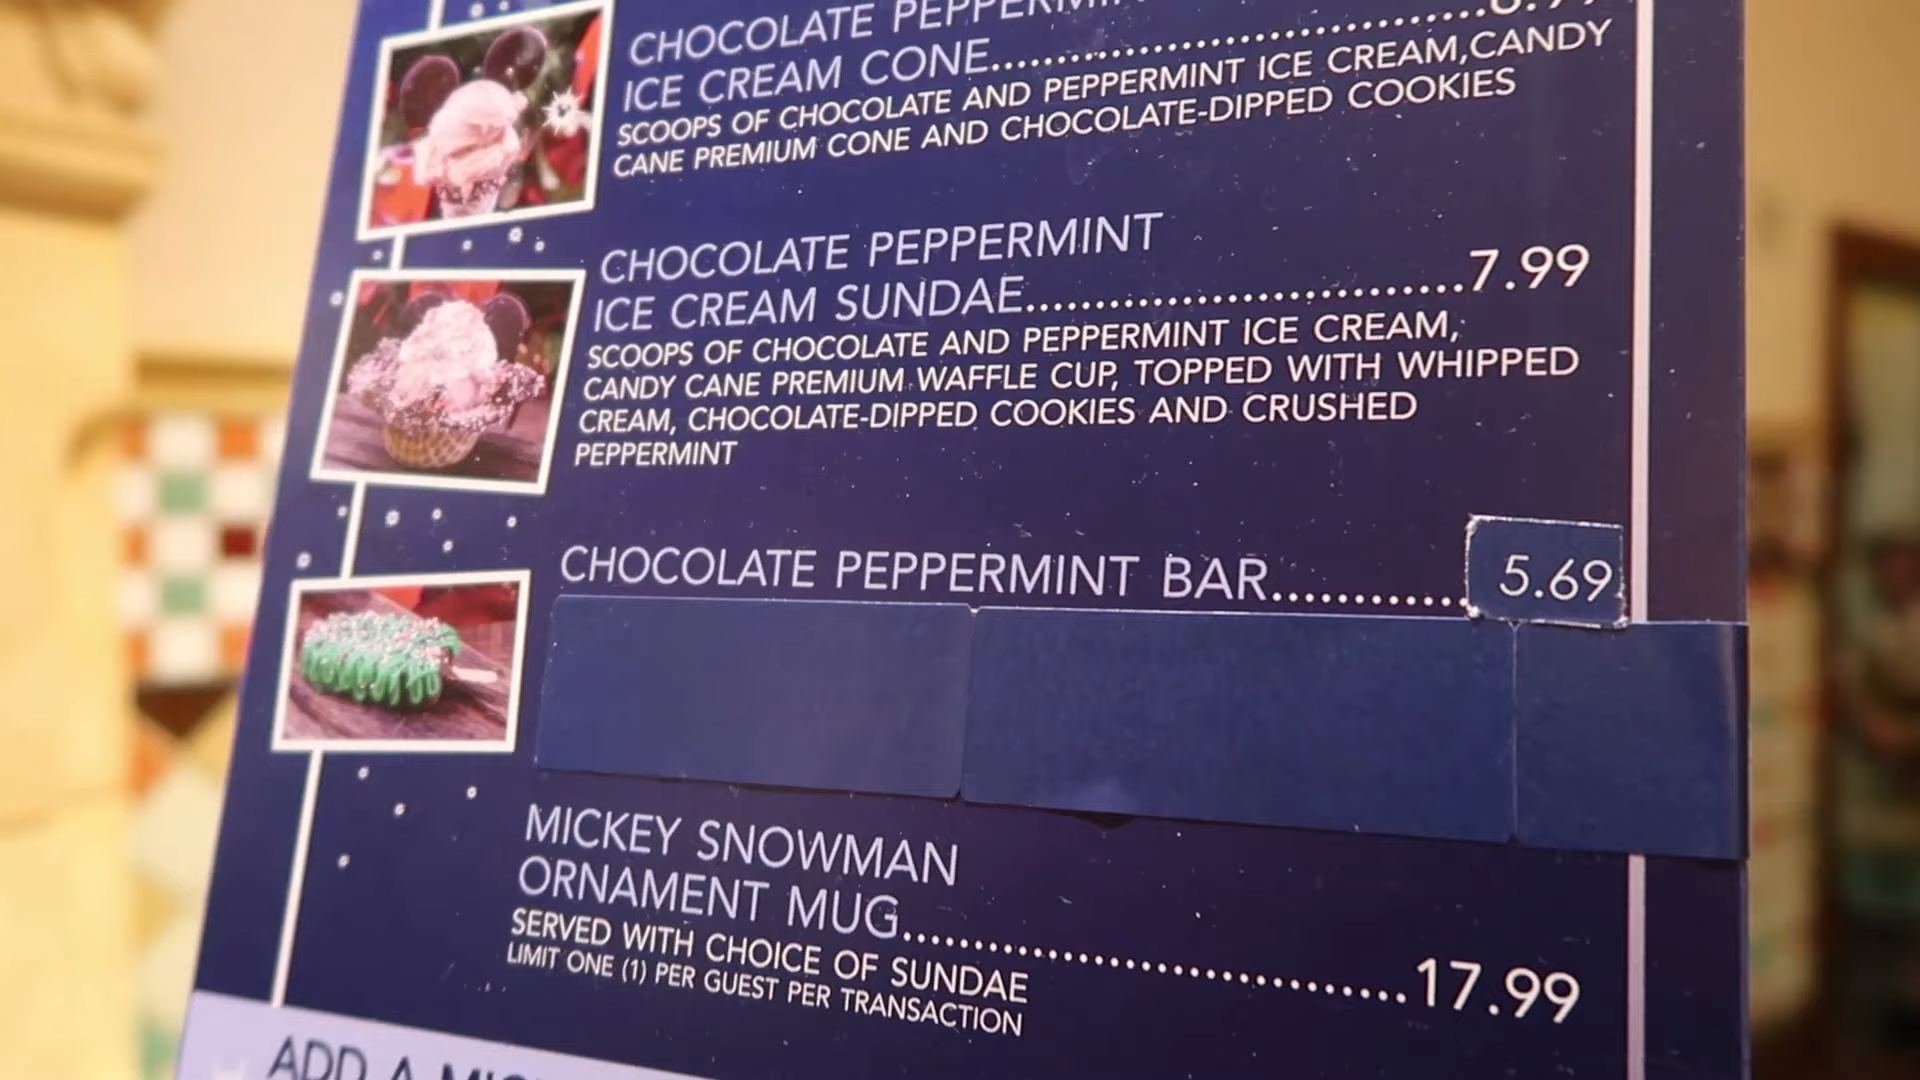 CHOCOLATE
ICE CREAM CONE
SCOOPS OF CHOCOLATE AND PEPPERMINT ICE CREAM,CANDY
CANE PREMIUM CONE AND CHOCOLATE-DIPPED COOKIES
CHOCOLATE PEPPERMINT
ICE CREAM SUNDAE..............................7.99
SCOOPS OF CHOCOLATE AND PEPPERMINT ICE CREAM,
CANDY CANE PREMIUM WAFFLE CUP, TOPPED WITH WHIPPED
CREAM, CHOCOLATE-DIPPED COOKIES AND CRUSHED
PEPPERMINT
CHOCOLATE PEPPERMINT BAR............. 5.69
MICKEY SNOWMAN
ORNAMENT MUG....................................17.99
SERVED WITH CHOICE OF SUNDAE
LIMIT ONE (1) PER GUEST PER TRANSACTION
ADD A